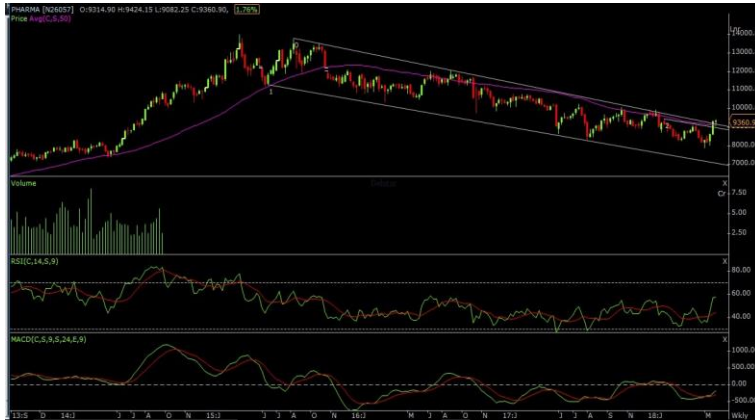 PHARMA [N26057] O:9314.90 H:9424.15 L:9082.25 C:9360.90, 1.76%
Price Avg(C,S,50)
14000.
13000.
12000.
11000.
10000.
9360.9
8000.0
7000.0
1
Volume
X
Cr
7.50
5.00
2.50
RSI(C,14,S,9)
X
80.00
60.00
40.00
MACD(C,S,9,S,24,E,9)
X
1000.0
500.00
0.00
-500.0
'13:S D 14:J J J A O N 15:J J J A O N 16:J M J A O N 17:J J J A S N 18:J M Wkly